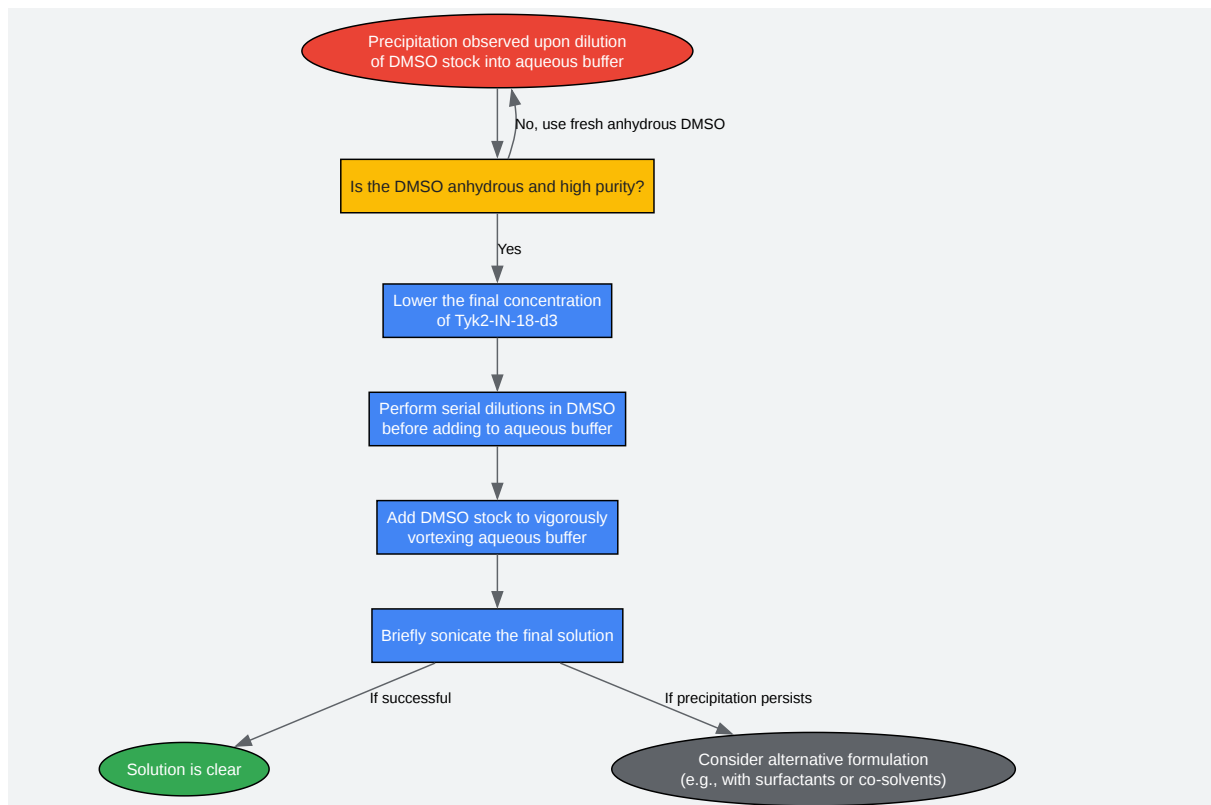 Precipitation observed upon dilution
of DMSO stock into aqueous buffer
No, use fresh anhydrous DMSO
Is the DMSO anhydrous and high purity?
Yes
Lower the final concentration
of Tyk2-IN-18-d3
Perform serial dilutions in DMSO
before adding to aqueous buffer
Add DMSO stock to vigorously
vortexing aqueous buffer
Briefly sonicate the final solution
If successful
If precipitation persists
Solution is clear
Consider alternative formulation
(e.g., with surfactants or co-solvents)